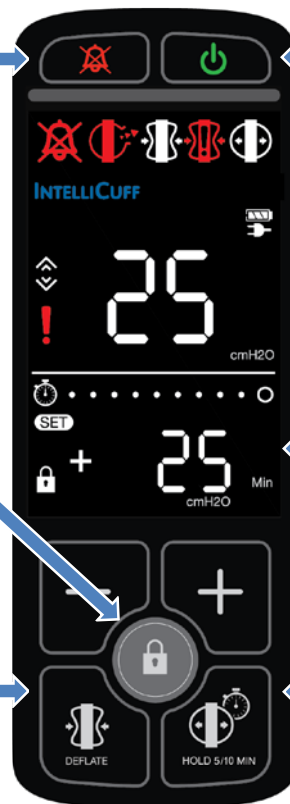 INTELLICUFF
25
cmH2O
SET
25
Min
cmH2O
DEFLATE
HOLD 5/10 MIN